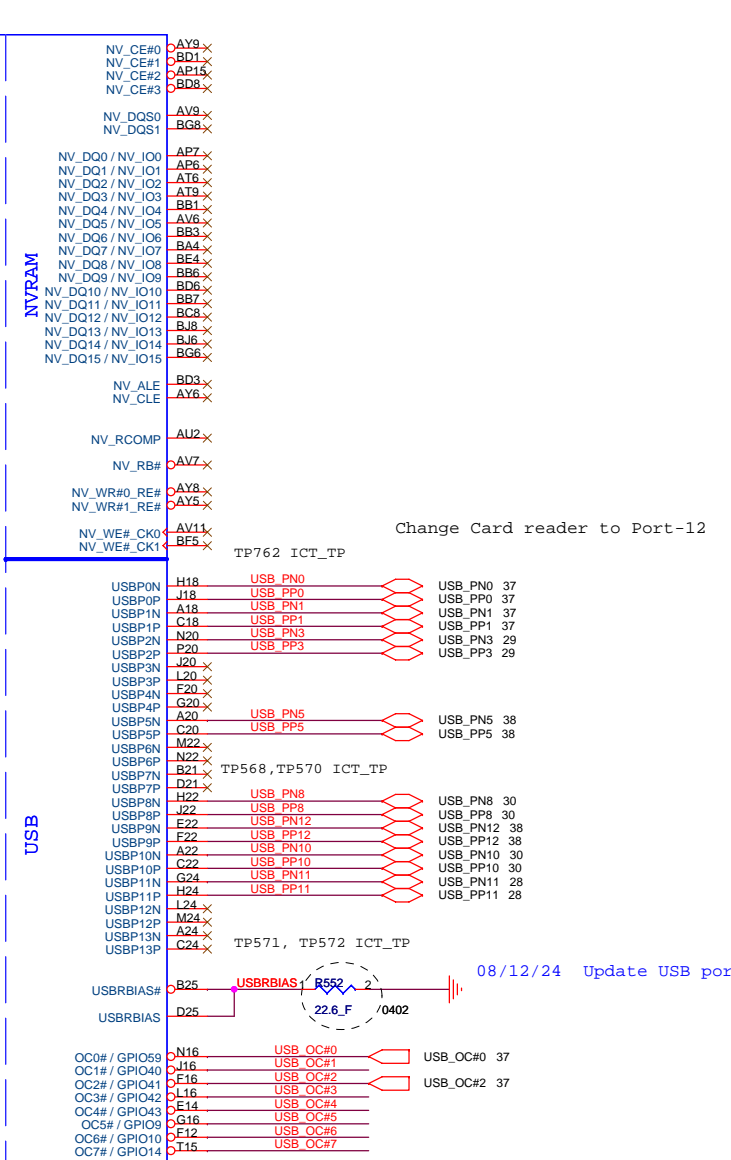 NV_CE#0 AY9
NV_CE#1 BD1
NV_CE#2 AP15
NV_CE#3 BD8
NV_DQS0 AV9
NV_DQS1 BG8
NV_DQ0 / NV_IO0 AP7
NV_DQ1 / NV_IO1 AP6
NV_DQ2 / NV_IO2 AT6
NV_DQ3 / NV_IO3 AT9
NV_DQ4 / NV_IO4 BB1
NV_DQ5 / NV_IO5 AV6
NV_DQ6 / NV_IO6 BB3
NV_DQ7 / NV_IO7 BA4
NV_DQ8 / NV_IO8 BE4
NV_DQ9 / NV_IO9 BB6
NV_DQ10 / NV_IO10 BD6
NV_DQ11 / NV_IO11 BB7
NV_DQ12 / NV_IO12 BC8
NV_DQ13 / NV_IO13 BJ8
NV_DQ14 / NV_IO14 BJ6
NV_DQ15 / NV_IO15 BG6
NVRAM
NV_ALE BD3
NV_CLE AY6
NV_RCOMP AU2
NV_RB# AV7
NV_WR#0_RE# AY8
NV_WR#1_RE# AY5
NV_WE#_CK0 AV11
NV_WE#_CK1 BF5
Change Card reader to Port-12
TP762 ICT_TP
USBP0N H18 USB_PN0 USB_PN0 37
USBP0P J18 USB_PP0 USB_PP0 37
USBP1N A18 USB_PN1 USB_PN1 37
USBP1P C18 USB_PP1 USB_PP1 37
USBP2N N20 USB_PN3 USB_PN3 29
USBP2P P20 USB_PP3 USB_PP3 29
USBP3N J20
USBP3P L20
USBP4N F20
USBP4P G20
USBP5N A20 USB_PN5 USB_PN5 38
USBP5P C20 USB_PP5 USB_PP5 38
USBP6N M22
USBP6P N22
USBP7N B21 TP568,TP570 ICT_TP
USBP7P D21
USBP8N H22 USB_PN8 USB_PN8 30
USBP8P J22 USB_PP8 USB_PP8 30
USBP9N E22 USB_PN12 USB_PN12 38
USBP9P F22 USB_PP12 USB_PP12 38
USBP10N A22 USB_PN10 USB_PN10 30
USBP10P C22 USB_PP10 USB_PP10 30
USBP11N G24 USB_PN11 USB_PN11 28
USBP11P H24 USB_PP11 USB_PP11 28
USB
USBP12N L24
USBP12P M24
USBP13N A24
USBP13P C24
TP571, TP572 ICT_TP
08/12/24 Update USB por
USBRBIAS# B25 USBRBIAS 1 R552 2
22.6_F /0402
USBRBIAS D25
OC0# / GPIO59 N16 USB_OC#0 USB_OC#0 37
OC1# / GPIO40 J16 USB_OC#1
OC2# / GPIO41 F16 USB_OC#2 USB_OC#2 37
OC3# / GPIO42 L16 USB_OC#3
OC4# / GPIO43 E14 USB_OC#4
OC5# / GPIO9 G16 USB_OC#5
OC6# / GPIO10 F12 USB_OC#6
OC7# / GPIO14 T15 USB_OC#7